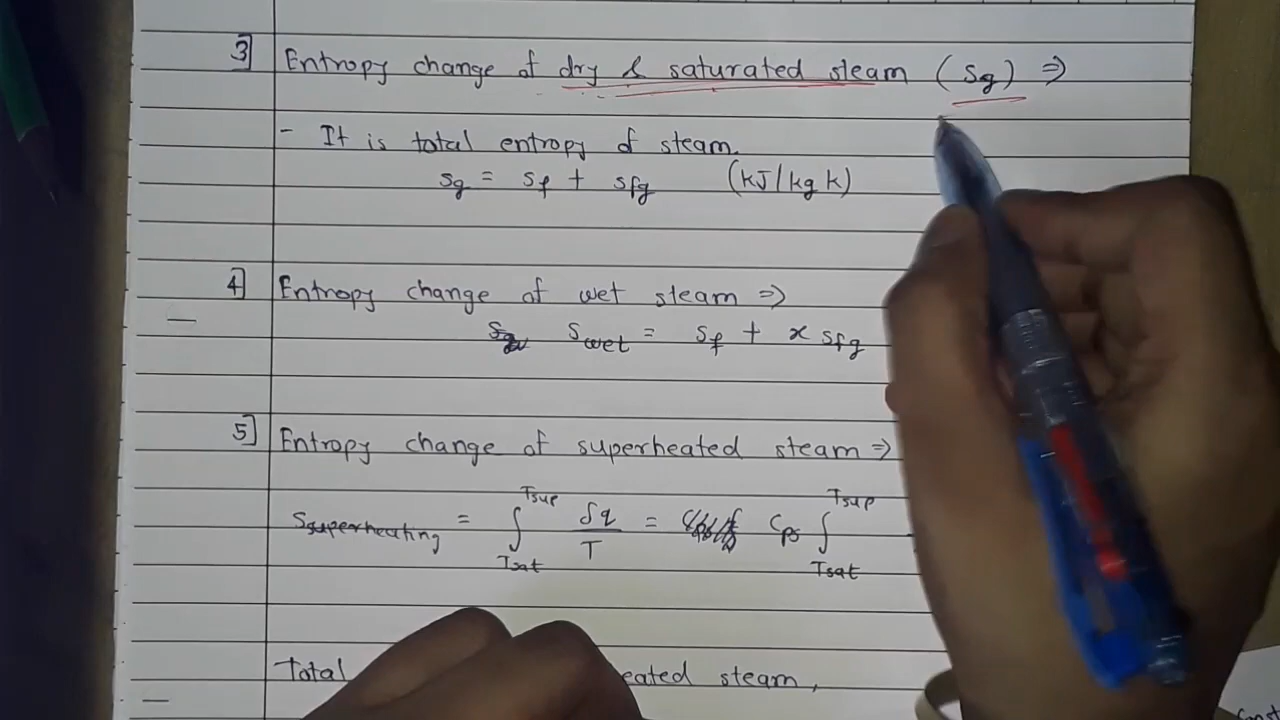 3] Entropy change of dry & saturated steam (sg) ⇒
- It is total entropy of steam.
sg = sf + sfg (kJ/kg k)
4] Entropy change of wet steam ⇒
swet = sf + x sfg
5] Entropy change of superheated steam ⇒
Tsup Tsup
Ssuperheating = ∫ δq/T = Cps ∫
Tsat Tsat
Total eated steam,